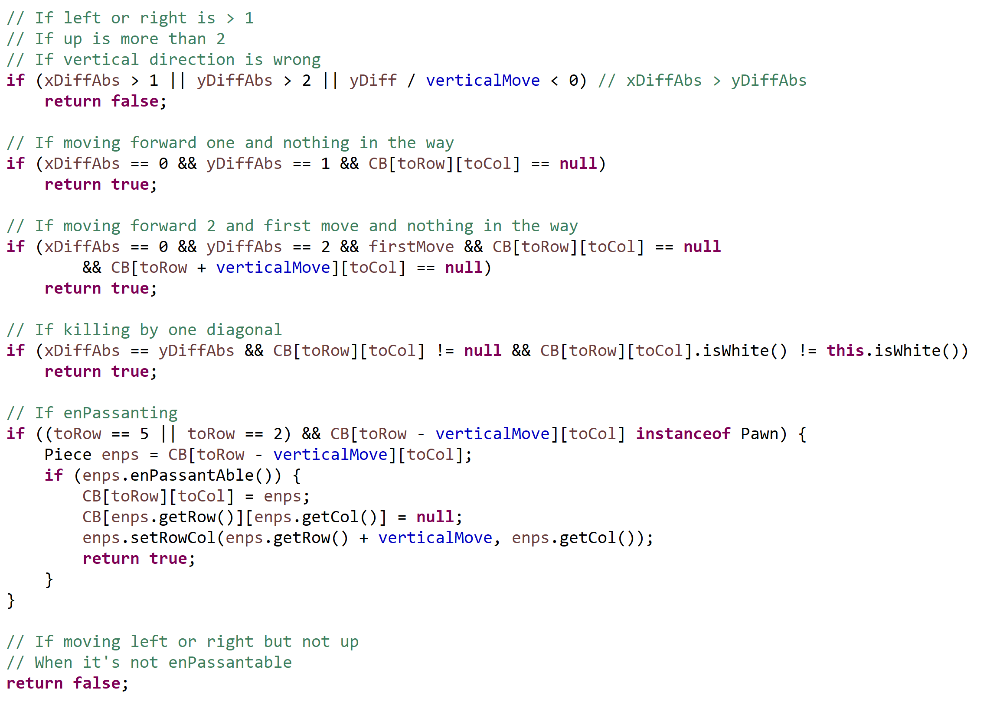 // If left or right is > 1
// If up is more than 2
// If vertical direction is wrong
if (xDiffAbs > 1 || yDiffAbs > 2 || yDiff / verticalMove < 0) // xDiffAbs > yDiffAbs
    return false;

// If moving forward one and nothing in the way
if (xDiffAbs == 0 && yDiffAbs == 1 && CB[toRow][toCol] == null)
    return true;

// If moving forward 2 and first move and nothing in the way
if (xDiffAbs == 0 && yDiffAbs == 2 && firstMove && CB[toRow][toCol] == null
        && CB[toRow + verticalMove][toCol] == null)
    return true;

// If killing by one diagonal
if (xDiffAbs == yDiffAbs && CB[toRow][toCol] != null && CB[toRow][toCol].isWhite() != this.isWhite())
    return true;

// If enPassanting
if ((toRow == 5 || toRow == 2) && CB[toRow - verticalMove][toCol] instanceof Pawn) {
    Piece enps = CB[toRow - verticalMove][toCol];
    if (enps.enPassantAble()) {
        CB[toRow][toCol] = enps;
        CB[enps.getRow()][enps.getCol()] = null;
        enps.setRowCol(enps.getRow() + verticalMove, enps.getCol());
        return true;
    }
}

// If moving left or right but not up
// When it's not enPassantable
return false;